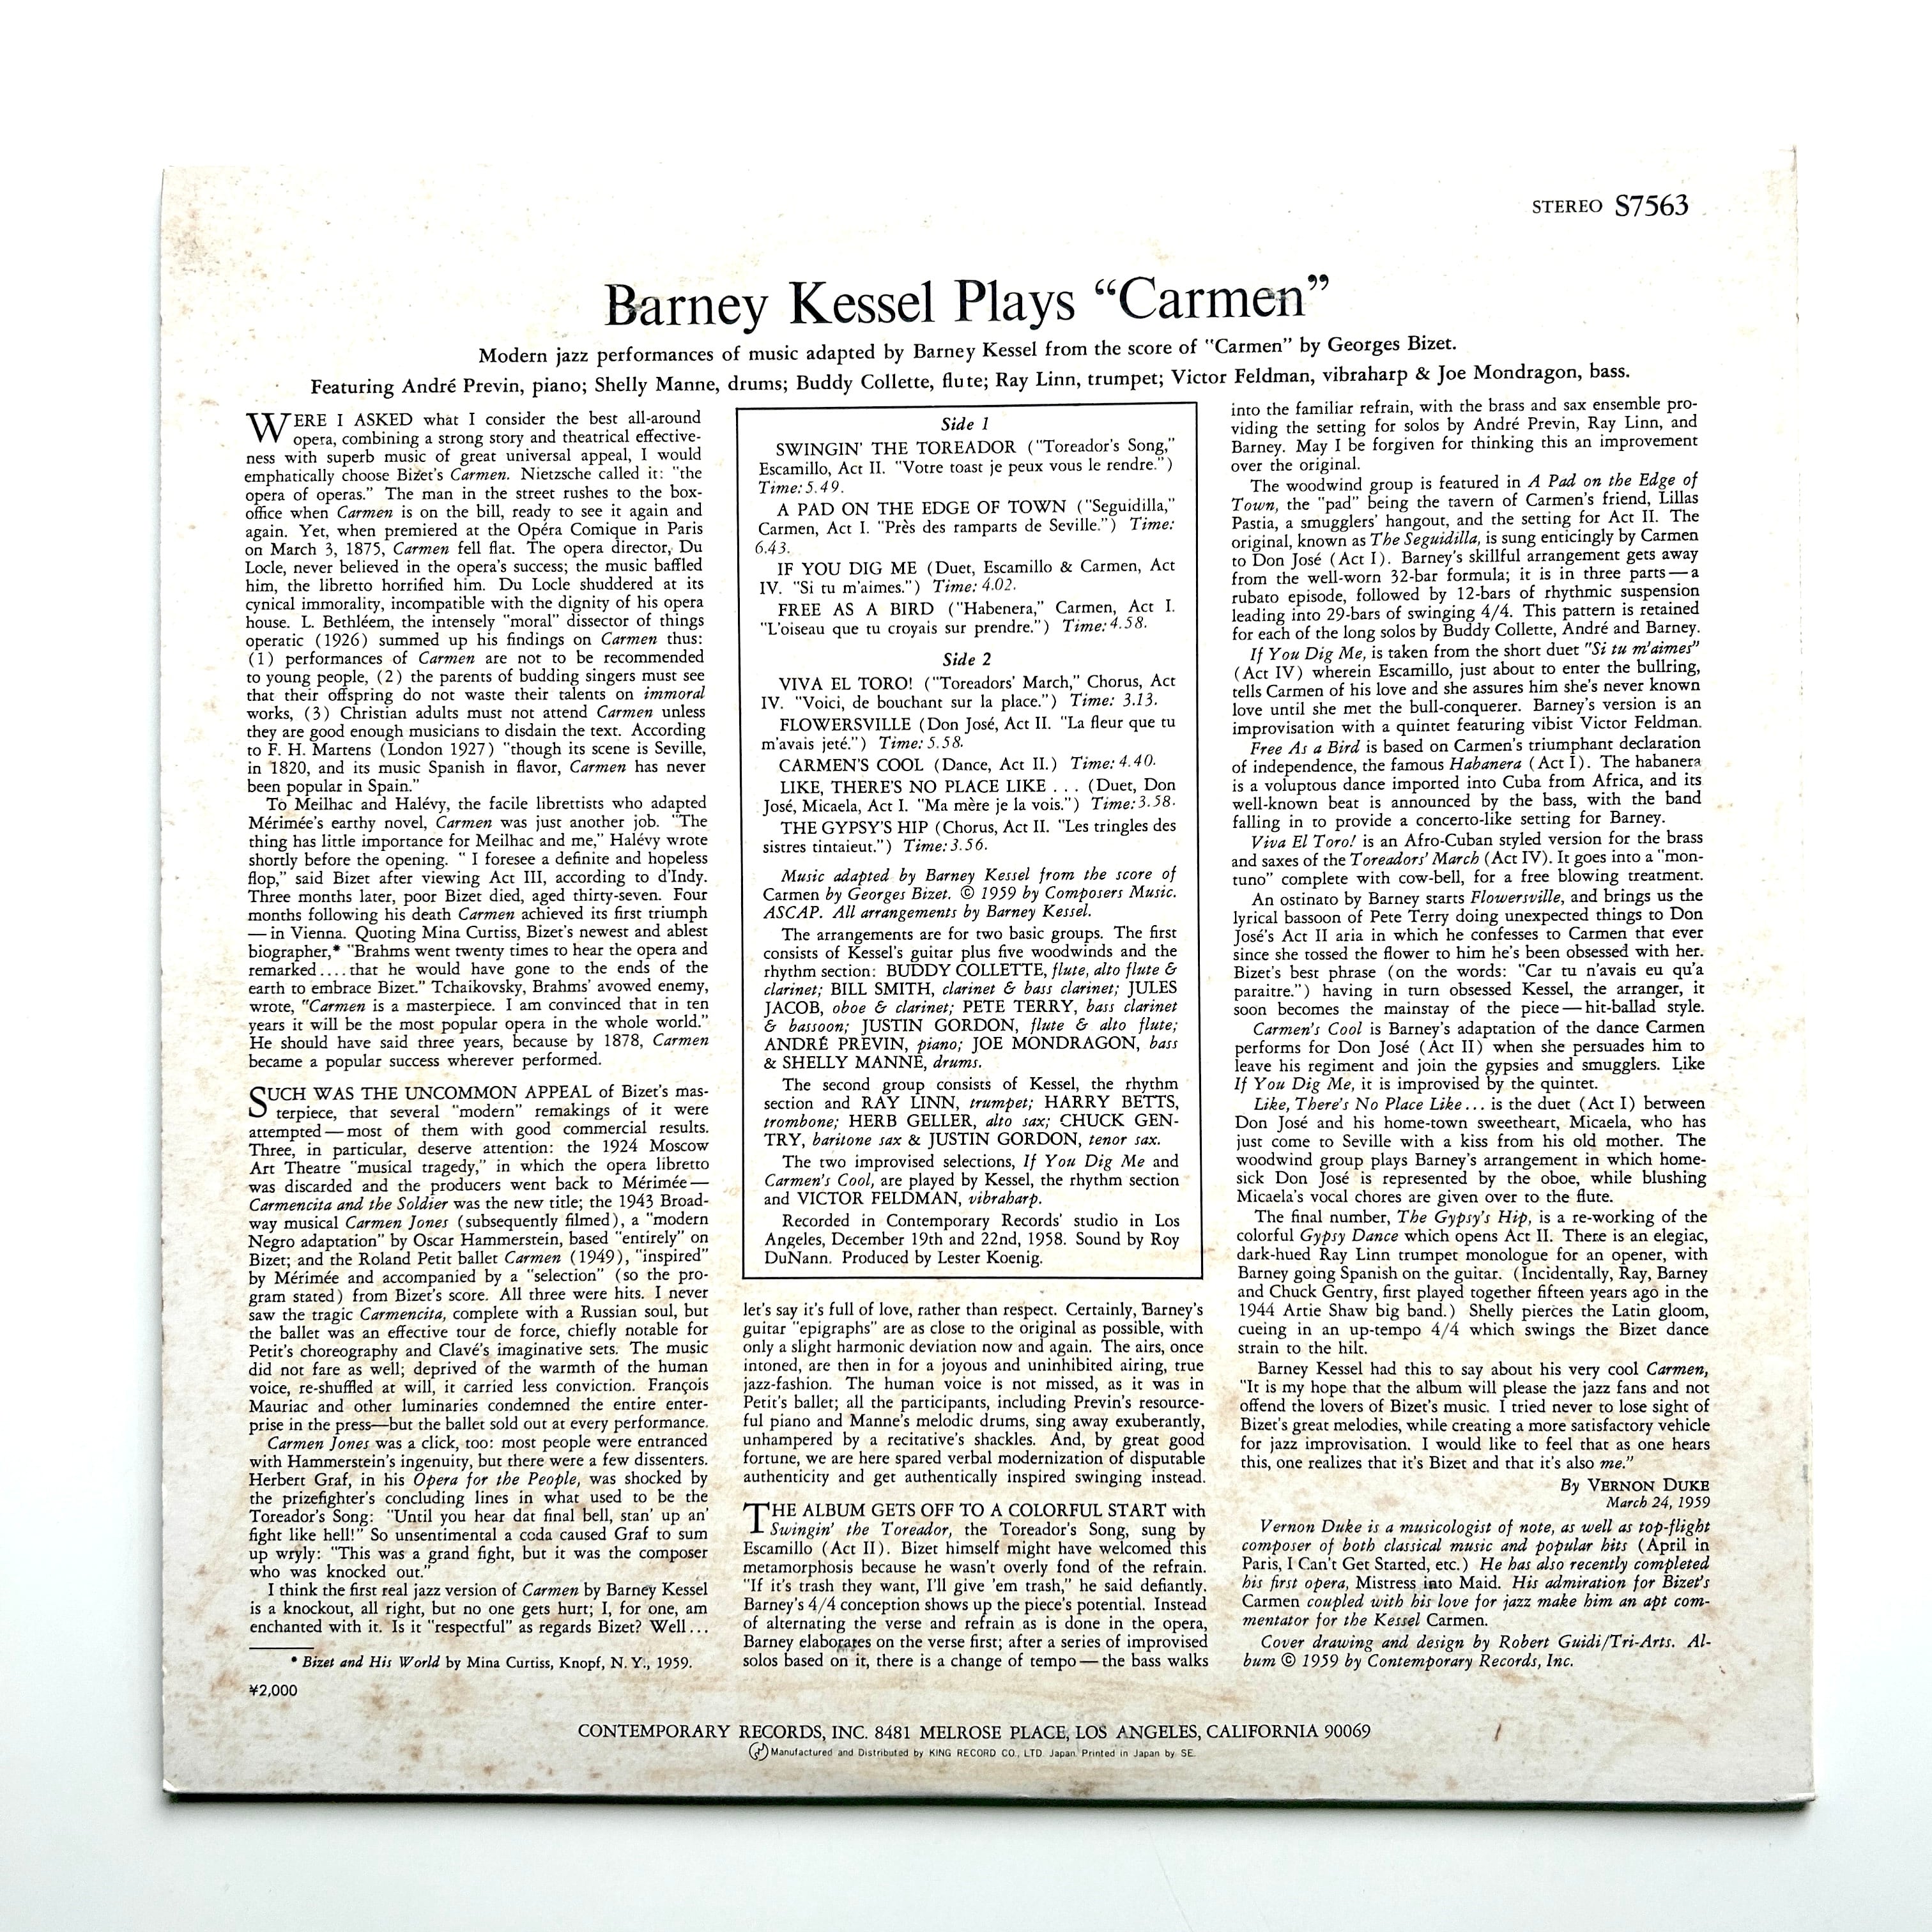 STEREO S7563
Barney Kessel Plays “Carmen”
Modern jazz performances of music adapted by Barney Kessel from the score of "Carmen" by Georges Bizet.
Featuring André Previn, piano; Shelly Manne, drums; Buddy Collette, flute; Ray Linn, trumpet; Victor Feldman, vibraharp & Joe Mondragon, bass.
WERE I ASKED what I consider the best all-around
opera, combining a strong story and theatrical effective-
ness with superb music of great universal appeal, I would
emphatically choose Bizet's Carmen. Nietzsche called it: "the
opera of operas." The man in the street rushes to the box-
office when Carmen is on the bill, ready to see it again and
again. Yet, when premiered at the Opéra Comique in Paris
on March 3, 1875, Carmen fell flat. The opera director, Du
Locle, never believed in the opera's success; the music baffled
him, the libretto horrified him. Du Locle shuddered at its
cynical immorality, incompatible with the dignity of his opera
house. L. Bethléem, the intensely "moral" dissector of things
operatic (1926) summed up his findings on Carmen thus:
(1) performances of Carmen are not to be recommended
to young people, (2) the parents of budding singers must see
that their offspring do not waste their talents on immoral
works, (3) Christian adults must not attend Carmen unless
they are good enough musicians to disdain the text. According
to F. H. Martens (London 1927) "though its scene is Seville,
in 1820, and its music Spanish in flavor, Carmen has never
been popular in Spain."
To Meilhac and Halévy, the facile librettists who adapted
Mérimée's earthy novel, Carmen was just another job. "The
thing has little importance for Meilhac and me," Halévy wrote
shortly before the opening. " I foresee a definite and hopeless
flop," said Bizet after viewing Act III, according to d'Indy.
Three months later, poor Bizet died, aged thirty-seven. Four
months following his death Carmen achieved its first triumph
— in Vienna. Quoting Mina Curtiss, Bizet's newest and ablest
biographer,* "Brahms went twenty times to hear the opera and
remarked....that he would have gone to the ends of the
earth to embrace Bizet." Tchaikovsky, Brahms' avowed enemy,
wrote, "Carmen is a masterpiece. I am convinced that in ten
years it will be the most popular opera in the whole world."
He should have said three years, because by 1878, Carmen
became a popular success wherever performed.
SUCH WAS THE UNCOMMON APPEAL of Bizet's mas-
terpiece, that several "modern" remakings of it were
attempted—most of them with good commercial results.
Three, in particular, deserve attention: the 1924 Moscow
Art Theatre "musical tragedy," in which the opera libretto
was discarded and the producers went back to Mérimée—
Carmencita and the Soldier was the new title; the 1943 Broad-
way musical Carmen Jones (subsequently filmed), a "modern
Negro adaptation" by Oscar Hammerstein, based "entirely" on
Bizet; and the Roland Petit ballet Carmen (1949), "inspired"
by Mérimée and accompanied by a "selection" (so the pro-
gram stated) from Bizet's score. All three were hits. I never
saw the tragic Carmencita, complete with a Russian soul, but
the ballet was an effective tour de force, chiefly notable for
Petit's choreography and Clavé's imaginative sets. The music
did not fare as well; deprived of the warmth of the human
voice, re-shuffled at will, it carried less conviction. François
Mauriac and other luminaries condemned the entire enter-
prise in the press—but the ballet sold out at every performance.
Carmen Jones was a click, too: most people were entranced
with Hammerstein's ingenuity, but there were a few dissenters.
Herbert Graf, in his Opera for the People, was shocked by
the prizefighter's concluding lines in what used to be the
Toreador's Song: "Until you hear dat final bell, stan' up an'
fight like hell!" So unsentimental a coda caused Graf to sum
up wryly: "This was a grand fight, but it was the composer
who was knocked out."
I think the first real jazz version of Carmen by Barney Kessel
is a knockout, all right, but no one gets hurt; I, for one, am
enchanted with it. Is it "respectful" as regards Bizet? Well...
* Bizet and His World by Mina Curtiss, Knopf, N.Y., 1959.
¥2,000
Side 1
SWINGIN' THE TOREADOR ("Toreador's Song,"
Escamillo, Act II. "Votre toast je peux vous le rendre.")
Time: 5.49.
A PAD ON THE EDGE OF TOWN ("Seguidilla,"
Carmen, Act I. "Près des ramparts de Seville.") Time:
6.43.
IF YOU DIG ME (Duet, Escamillo & Carmen, Act
IV. "Si tu m'aimes.") Time: 4.02.
FREE AS A BIRD ("Habenera," Carmen, Act I.
"L'oiseau que tu croyais sur prendre.") Time: 4.58.
Side 2
VIVA EL TORO! ("Toreadors' March," Chorus, Act
IV. "Voici, de bouchant sur la place.") Time: 3.13.
FLOWERSVILLE (Don José, Act II. "La fleur que tu
m'avais jeté.") Time: 5.58.
CARMEN'S COOL (Dance, Act II.) Time: 4.40.
LIKE, THERE'S NO PLACE LIKE . . . (Duet, Don
José, Micaela, Act I. "Ma mère je la vois.") Time: 3.58.
THE GYPSY'S HIP (Chorus, Act II. "Les tringles des
sistres tintaieut.") Time: 3.56.
Music adapted by Barney Kessel from the score of
Carmen by Georges Bizet. © 1959 by Composers Music.
ASCAP. All arrangements by Barney Kessel.
The arrangements are for two basic groups. The first
consists of Kessel's guitar plus five woodwinds and the
rhythm section: BUDDY COLLETTE, flute, alto flute &
clarinet; BILL SMITH, clarinet & bass clarinet; JULES
JACOB, oboe & clarinet; PETE TERRY, bass clarinet
& bassoon; JUSTIN GORDON, flute & alto flute;
ANDRÉ PREVIN, piano; JOE MONDRAGON, bass
& SHELLY MANNE, drums.
The second group consists of Kessel, the rhythm
section and RAY LINN, trumpet; HARRY BETTS,
trombone; HERB GELLER, alto sax; CHUCK GEN-
TRY, baritone sax & JUSTIN GORDON, tenor sax.
The two improvised selections, If You Dig Me and
Carmen's Cool, are played by Kessel, the rhythm section
and VICTOR FELDMAN, vibraharp.
Recorded in Contemporary Records' studio in Los
Angeles, December 19th and 22nd, 1958. Sound by Roy
DuNann. Produced by Lester Koenig.
let's say it's full of love, rather than respect. Certainly, Barney's
guitar "epigraphs" are as close to the original as possible, with
only a slight harmonic deviation now and again. The airs, once
intoned, are then in for a joyous and uninhibited airing, true
jazz-fashion. The human voice is not missed, as it was in
Petit's ballet; all the participants, including Previn's resource-
ful piano and Manne's melodic drums, sing away exuberantly,
unhampered by a recitative's shackles. And, by great good
fortune, we are here spared verbal modernization of disputable
authenticity and get authentically inspired swinging instead.
THE ALBUM GETS OFF TO A COLORFUL START with
Swingin' the Toreador, the Toreador's Song, sung by
Escamillo (Act II). Bizet himself might have welcomed this
metamorphosis because he wasn't overly fond of the refrain.
"If it's trash they want, I'll give 'em trash," he said defiantly.
Barney's 4/4 conception shows up the piece's potential. Instead
of alternating the verse and refrain as is done in the opera,
Barney elaborates on the verse first; after a series of improvised
solos based on it, there is a change of tempo—the bass walks
into the familiar refrain, with the brass and sax ensemble pro-
viding the setting for solos by André Previn, Ray Linn, and
Barney. May I be forgiven for thinking this an improvement
over the original.
The woodwind group is featured in A Pad on the Edge of
Town, the "pad" being the tavern of Carmen's friend, Lillas
Pastia, a smugglers' hangout, and the setting for Act II. The
original, known as The Seguidilla, is sung enticingly by Carmen
to Don José (Act I). Barney's skillful arrangement gets away
from the well-worn 32-bar formula; it is in three parts—a
rubato episode, followed by 12-bars of rhythmic suspension
leading into 29-bars of swinging 4/4. This pattern is retained
for each of the long solos by Buddy Collette, André and Barney.
If You Dig Me, is taken from the short duet "Si tu m'aimes"
(Act IV) wherein Escamillo, just about to enter the bullring,
tells Carmen of his love and she assures him she's never known
love until she met the bull-conquerer. Barney's version is an
improvisation with a quintet featuring vibist Victor Feldman.
Free As a Bird is based on Carmen's triumphant declaration
of independence, the famous Habanera (Act I). The habanera
is a voluptous dance imported into Cuba from Africa, and its
well-known beat is announced by the bass, with the band
falling in to provide a concerto-like setting for Barney.
Viva El Toro! is an Afro-Cuban styled version for the brass
and saxes of the Toreadors' March (Act IV). It goes into a "mon-
tuno" complete with cow-bell, for a free blowing treatment.
An ostinato by Barney starts Flowersville, and brings us the
lyrical bassoon of Pete Terry doing unexpected things to Don
José's Act II aria in which he confesses to Carmen that ever
since she tossed the flower to him he's been obsessed with her.
Bizet's best phrase (on the words: "Car tu n'avais eu qu'a
paraitre.") having in turn obsessed Kessel, the arranger, it
soon becomes the mainstay of the piece—hit-ballad style.
Carmen's Cool is Barney's adaptation of the dance Carmen
performs for Don José (Act II) when she persuades him to
leave his regiment and join the gypsies and smugglers. Like
If You Dig Me, it is improvised by the quintet.
Like, There's No Place Like... is the duet (Act I) between
Don José and his home-town sweetheart, Micaela, who has
just come to Seville with a kiss from his old mother. The
woodwind group plays Barney's arrangement in which home-
sick Don José is represented by the oboe, while blushing
Micaela's vocal chores are given over to the flute.
The final number, The Gypsy's Hip, is a re-working of the
colorful Gypsy Dance which opens Act II. There is an elegiac,
dark-hued Ray Linn trumpet monologue for an opener, with
Barney going Spanish on the guitar. (Incidentally, Ray, Barney
and Chuck Gentry, first played together fifteen years ago in the
1944 Artie Shaw big band.) Shelly pierces the Latin gloom,
cueing in an up-tempo 4/4 which swings the Bizet dance
strain to the hilt.
Barney Kessel had this to say about his very cool Carmen,
"It is my hope that the album will please the jazz fans and not
offend the lovers of Bizet's music. I tried never to lose sight of
Bizet's great melodies, while creating a more satisfactory vehicle
for jazz improvisation. I would like to feel that as one hears
this, one realizes that it's Bizet and that it's also me."
By VERNON DUKE
March 24, 1959
Vernon Duke is a musicologist of note, as well as top-flight
composer of both classical music and popular hits (April in
Paris, I Can't Get Started, etc.) He has also recently completed
his first opera, Mistress into Maid. His admiration for Bizet's
Carmen coupled with his love for jazz make him an apt com-
mentator for the Kessel Carmen.
Cover drawing and design by Robert Guidi/Tri-Arts. Al-
bum © 1959 by Contemporary Records, Inc.
CONTEMPORARY RECORDS, INC. 8481 MELROSE PLACE, LOS ANGELES, CALIFORNIA 90069
Manufactured and Distributed by KING RECORD CO., LTD. Japan. Printed in Japan by SE.